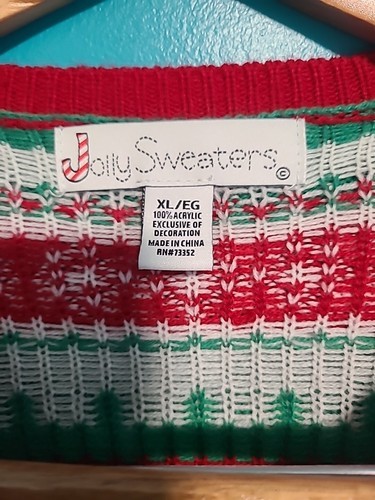 Jolly Sweaters ©
XL/EG
100% ACRYLIC
EXCLUSIVE OF
DECORATION
MADE IN CHINA
RN#73352